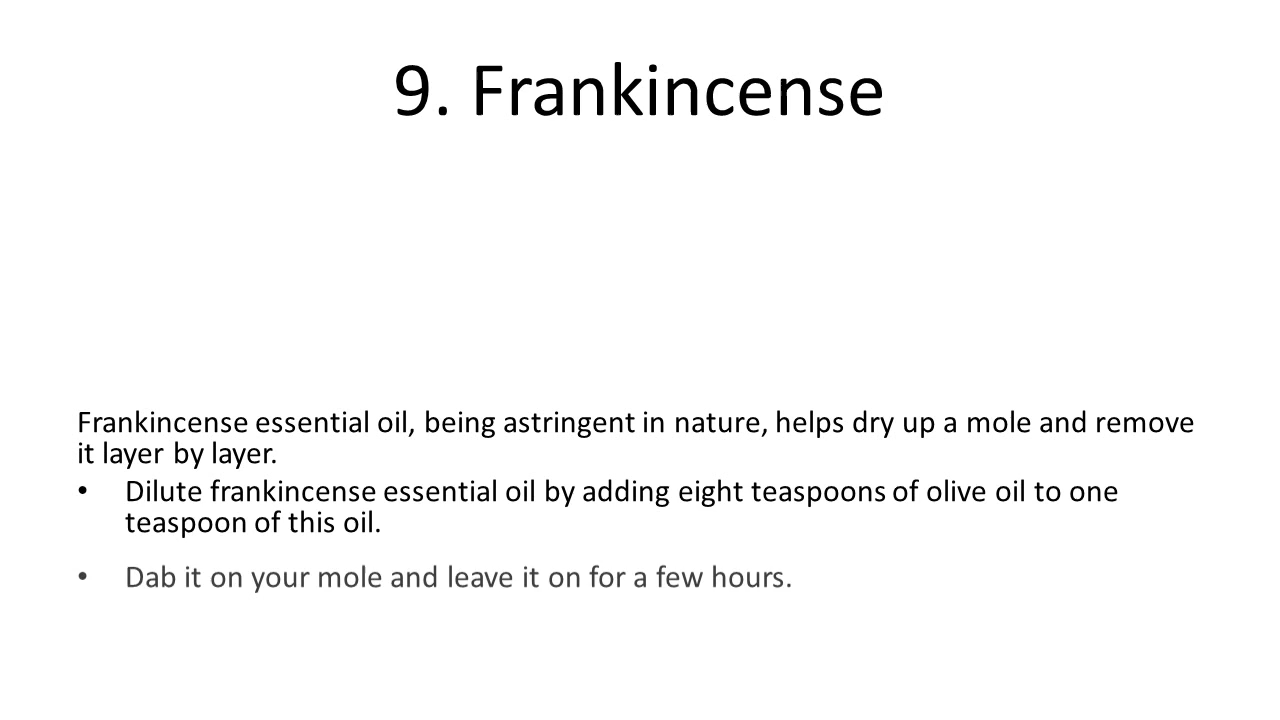 9. Frankincense
Frankincense essential oil, being astringent in nature, helps dry up a mole and remove
it layer by layer.
• Dilute frankincense essential oil by adding eight teaspoons of olive oil to one
teaspoon of this oil.
• Dab it on your mole and leave it on for a few hours.